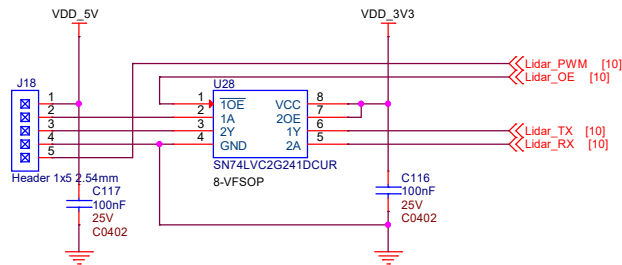 VDD_5V
VDD_3V3
Lidar_PWM [10]
Lidar_OE [10]
J18
U28
1
2
3
4
5
1 1OE VCC 8
2 1A 2OE 7
3 2Y 1Y 6
4 GND 2A 5
Lidar_TX [10]
Lidar_RX [10]
SN74LVC2G241DCUR
8-VFSOP
Header 1x5 2.54mm
C117
100nF
25V
C0402
C116
100nF
25V
C0402